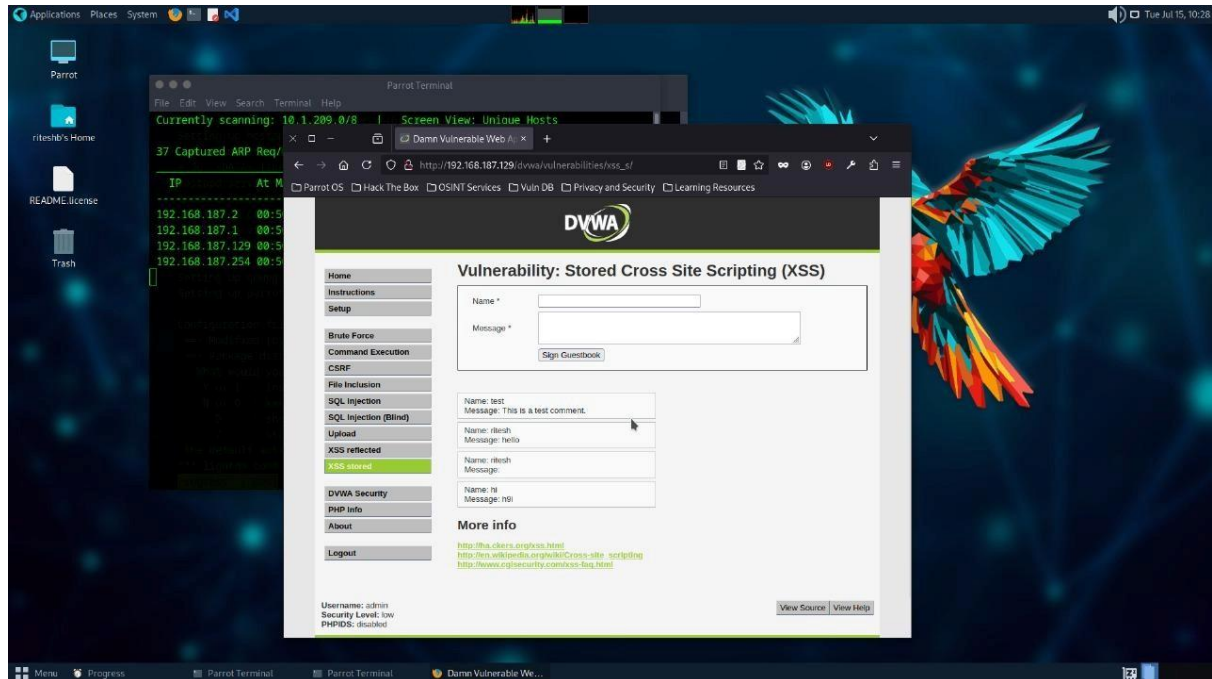 Applications Places System
Tue Jul 15, 10:28
Parrot
riteshb's Home
README.license
Trash
Parrot Terminal
File Edit View Search Terminal Help
Currently scanning: 10.1.209.0/8 | Screen View: Unique Hosts
37 Captured ARP Req/
IP At M
192.168.187.2 00:5
192.168.187.1 00:5
192.168.187.129 00:5
192.168.187.254 00:5
Damn Vulnerable Web A
http://192.168.187.129/dvwa/vulnerabilities/xss_s/
Parrot OS Hack The Box OSINT Services Vuln DB Privacy and Security Learning Resources
DVWA
Home
Instructions
Setup
Brute Force
Command Execution
CSRF
File Inclusion
SQL Injection
SQL Injection (Blind)
Upload
XSS reflected
XSS stored
DVWA Security
PHP Info
About
Logout
Vulnerability: Stored Cross Site Scripting (XSS)
Name *
Message *
Sign Guestbook
Name: test
Message: This is a test comment.
Name: ritesh
Message: hello
Name: ritesh
Message:
Name: hi
Message: h9i
More info
http://ha.ckers.org/xss.html
http://en.wikipedia.org/wiki/Cross-site_scripting
http://www.cgisecurity.com/xss-faq.html
Username: admin
Security Level: low
PHPIDS: disabled
View Source View Help
Menu Progress Parrot Terminal Parrot Terminal Damn Vulnerable We...